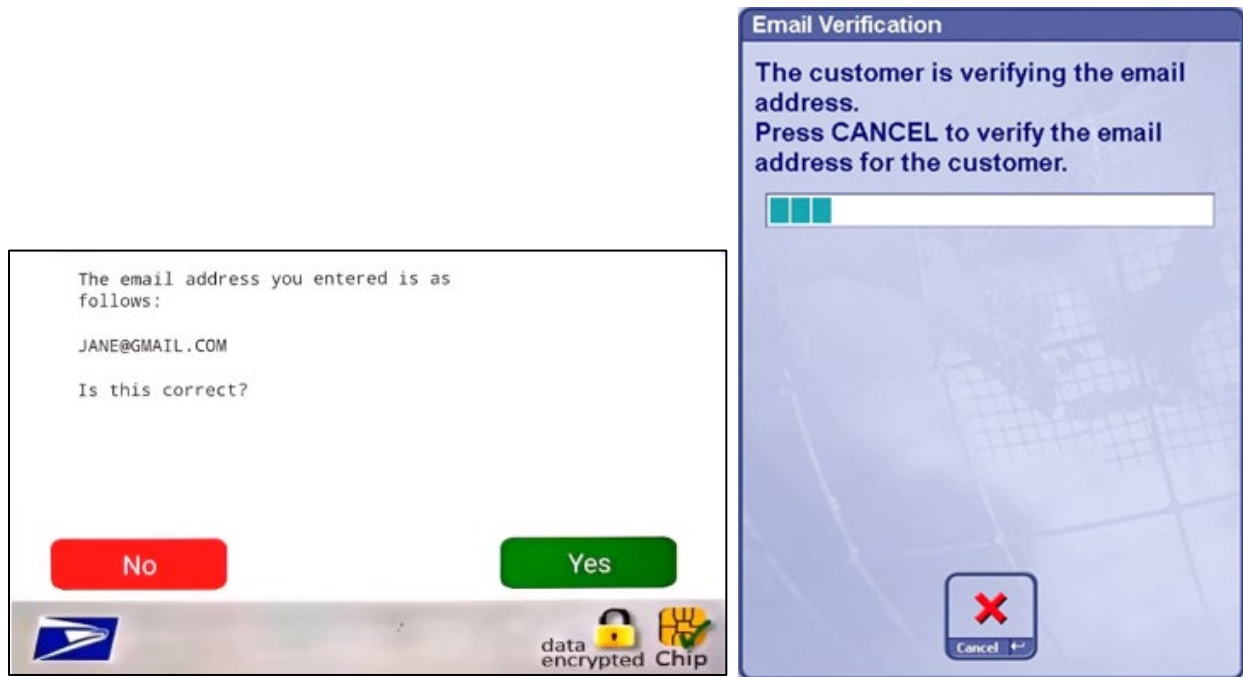 The email address you entered is as
follows:
JANE@GMAIL.COM
Is this correct?
No
Yes
data
encrypted
Chip
Email Verification
The customer is verifying the email
address.
Press CANCEL to verify the email
address for the customer.
Cancel